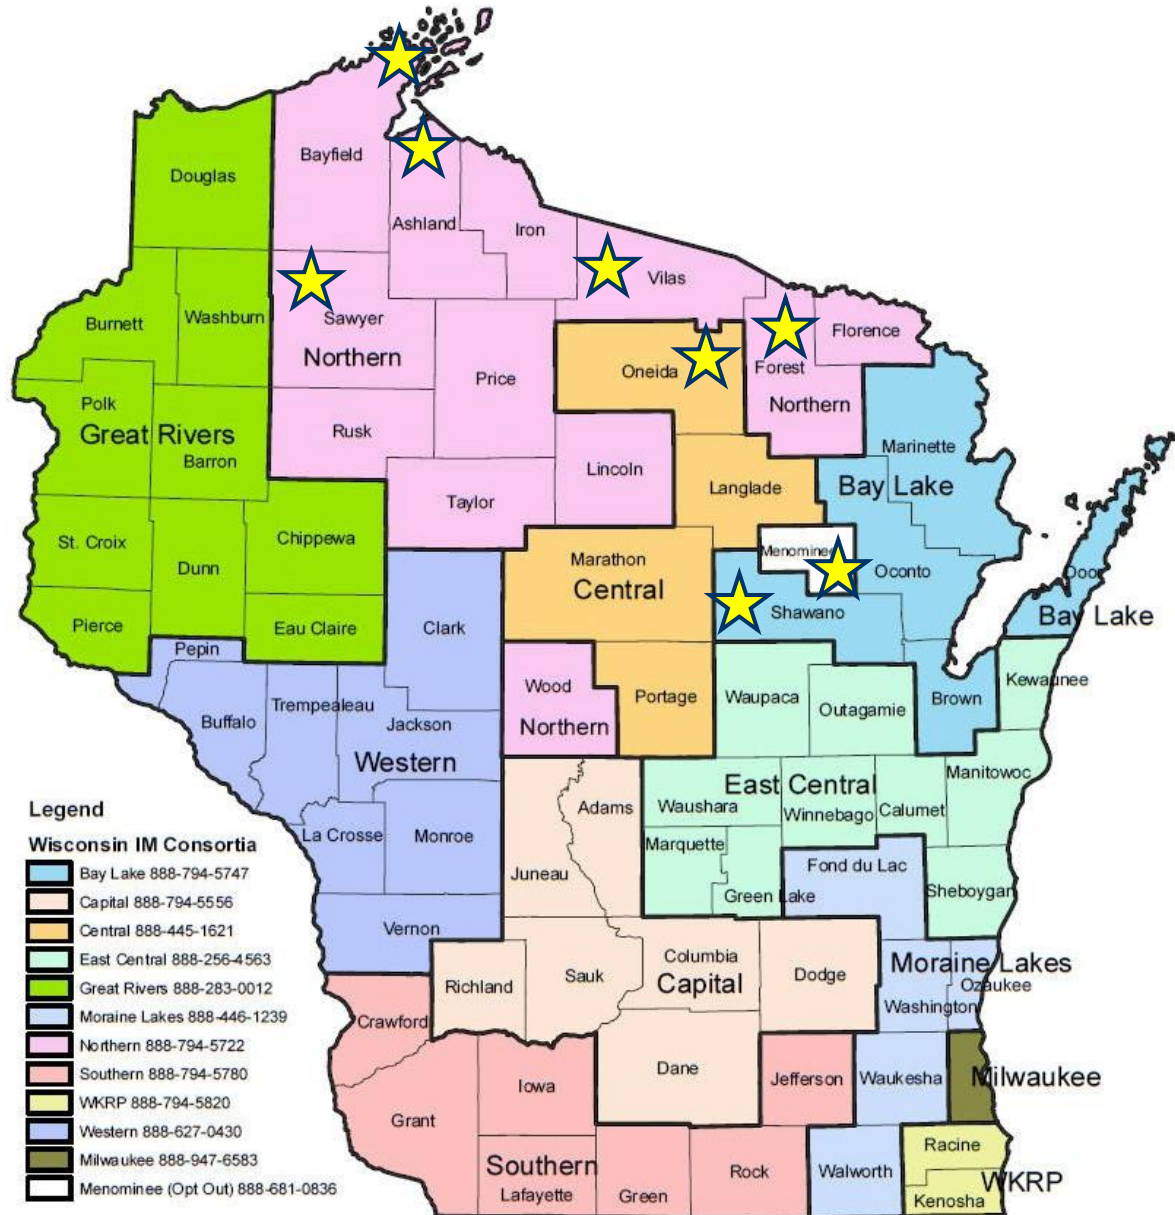 Bayfield
Douglas
Ashland
Iron
Vilas
Sawyer
Burnett
Washburn
Florence
Northern
Oneida
Forest
Price
Polk
Northern
Great Rivers
Rusk
Marinette
Barron
Lincoln
Langlade
Bay Lake
Taylor
Chippewa
St. Croix
Marathon
Menominee
Dunn
Central
Oconto
Door
Shawano
Bay Lake
Pierce
Eau Claire
Clark
Pepin
Wood
Portage
Waupaca
Kewaunee
Brown
Trempealeau
Outagamie
Buffalo
Jackson
Northern
Western
Manitowoc
East Central
Adams
Waushara
Winnebago
Calumet
La Crosse
Monroe
Marquette
Fond du Lac
Juneau
Green Lake
Sheboygan
Vernon
Columbia
Moraine Lakes
Sauk
Dodge
Capital
Richland
Ozaukee
Washington
Crawford
Dane
Jefferson
Waukesha
Milwaukee
Iowa
Grant
Racine
Southern
Rock
Walworth
WKRP
Lafayette
Green
Kenosha
Legend
Wisconsin IM Consortia
Bay Lake 888-794-5747
Capital 888-794-5556
Central 888-445-1621
East Central 888-256-4563
Great Rivers 888-283-0012
Moraine Lakes 888-446-1239
Northern 888-794-5722
Southern 888-794-5780
WKRP 888-794-5820
Western 888-627-0430
Milwaukee 888-947-6583
Menominee (Opt Out) 888-681-0836